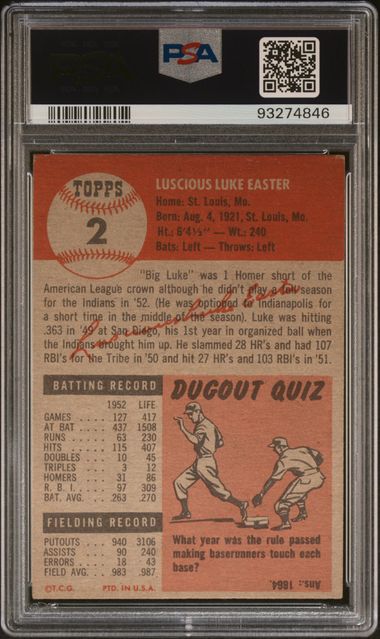 PSA
PSA
93274846
TOPPS
2
LUSCIOUS LUKE EASTER
Home: St. Louis, Mo.
Born: Aug. 4, 1921, St. Louis, Mo.
Ht.: 6'4½"— Wt.: 240
Bats: Left — Throws: Left
"Big Luke" was 1 Homer short of the
American League crown although he didn't play a full season
for the Indians in '52. (He was optioned to Indianapolis for
a short time in the middle of the season). Luke was hitting
.363 in '49 at San Diego, his 1st year in organized ball when the
Indians brought him up. He slammed 28 HR's and had 107
RBI's for the Tribe in '50 and hit 27 HR's and 103 RBI's in '51.
Luscious Luke Easter
BATTING RECORD
1952 LIFE
GAMES 127 417
AT BAT 437 1508
RUNS 63 230
HITS 115 407
DOUBLES 10 45
TRIPLES 3 12
HOMERS 31 86
R. B. I. 97 309
BAT. AVG. .263 .270
FIELDING RECORD
PUTOUTS 940 3106
ASSISTS 90 240
ERRORS 18 43
FIELD AVG. .983 .987
©T.C.G. PTD. IN U.S.A.
DUGOUT QUIZ
What year was the rule passed
making baserunners touch each
base?
Ans.: 1864.